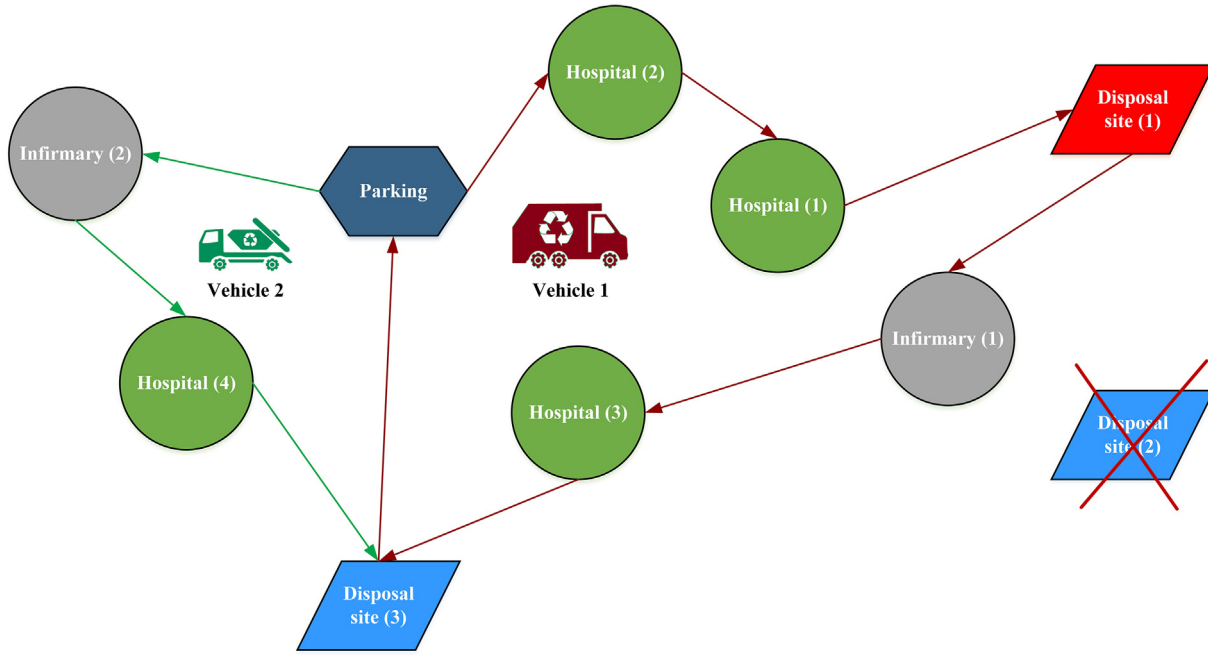 Hospital (2)
Disposal
site (1)
Infirmary (2)
Parking
Hospital (1)
Vehicle 2
Vehicle 1
Infirmary (1)
Hospital (4)
Hospital (3)
Disposal
site (2)
Disposal
site (3)